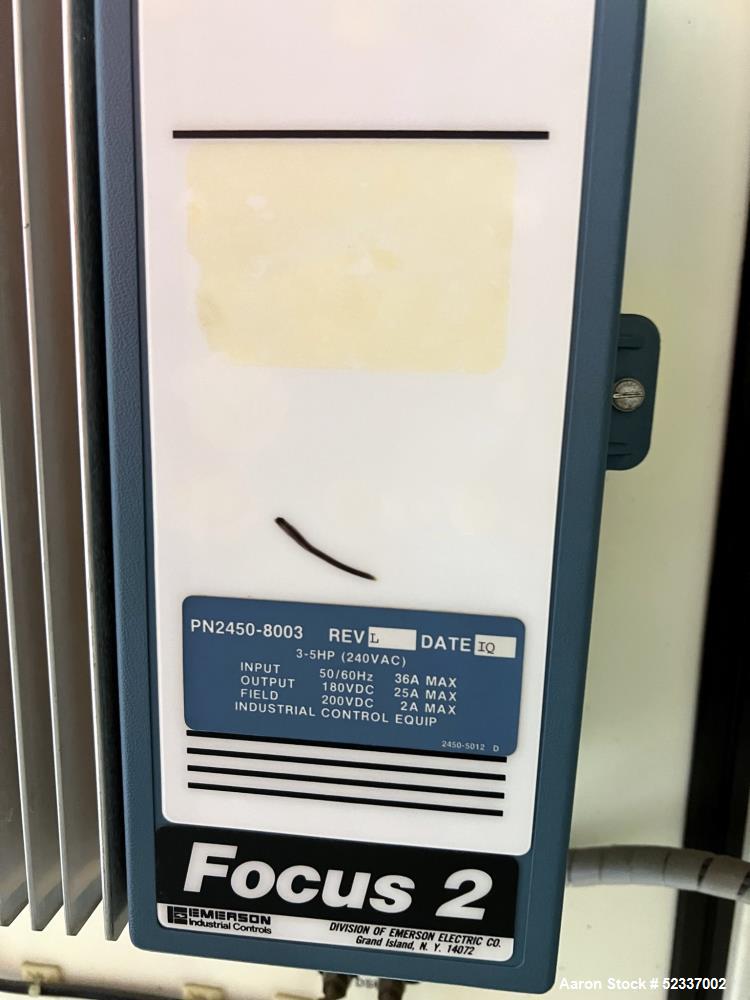 PN2450-8003 REV L DATE IQ
3-5HP (240VAC)
INPUT 50/60Hz 36A MAX
OUTPUT 180VDC 25A MAX
FIELD 200VDC 2A MAX
INDUSTRIAL CONTROL EQUIP
2450-5012 D
Focus 2
EMERSON
Industrial Controls
DIVISION OF EMERSON ELECTRIC CO.
Grand Island, N. Y. 14072
Aaron Stock # 52337002